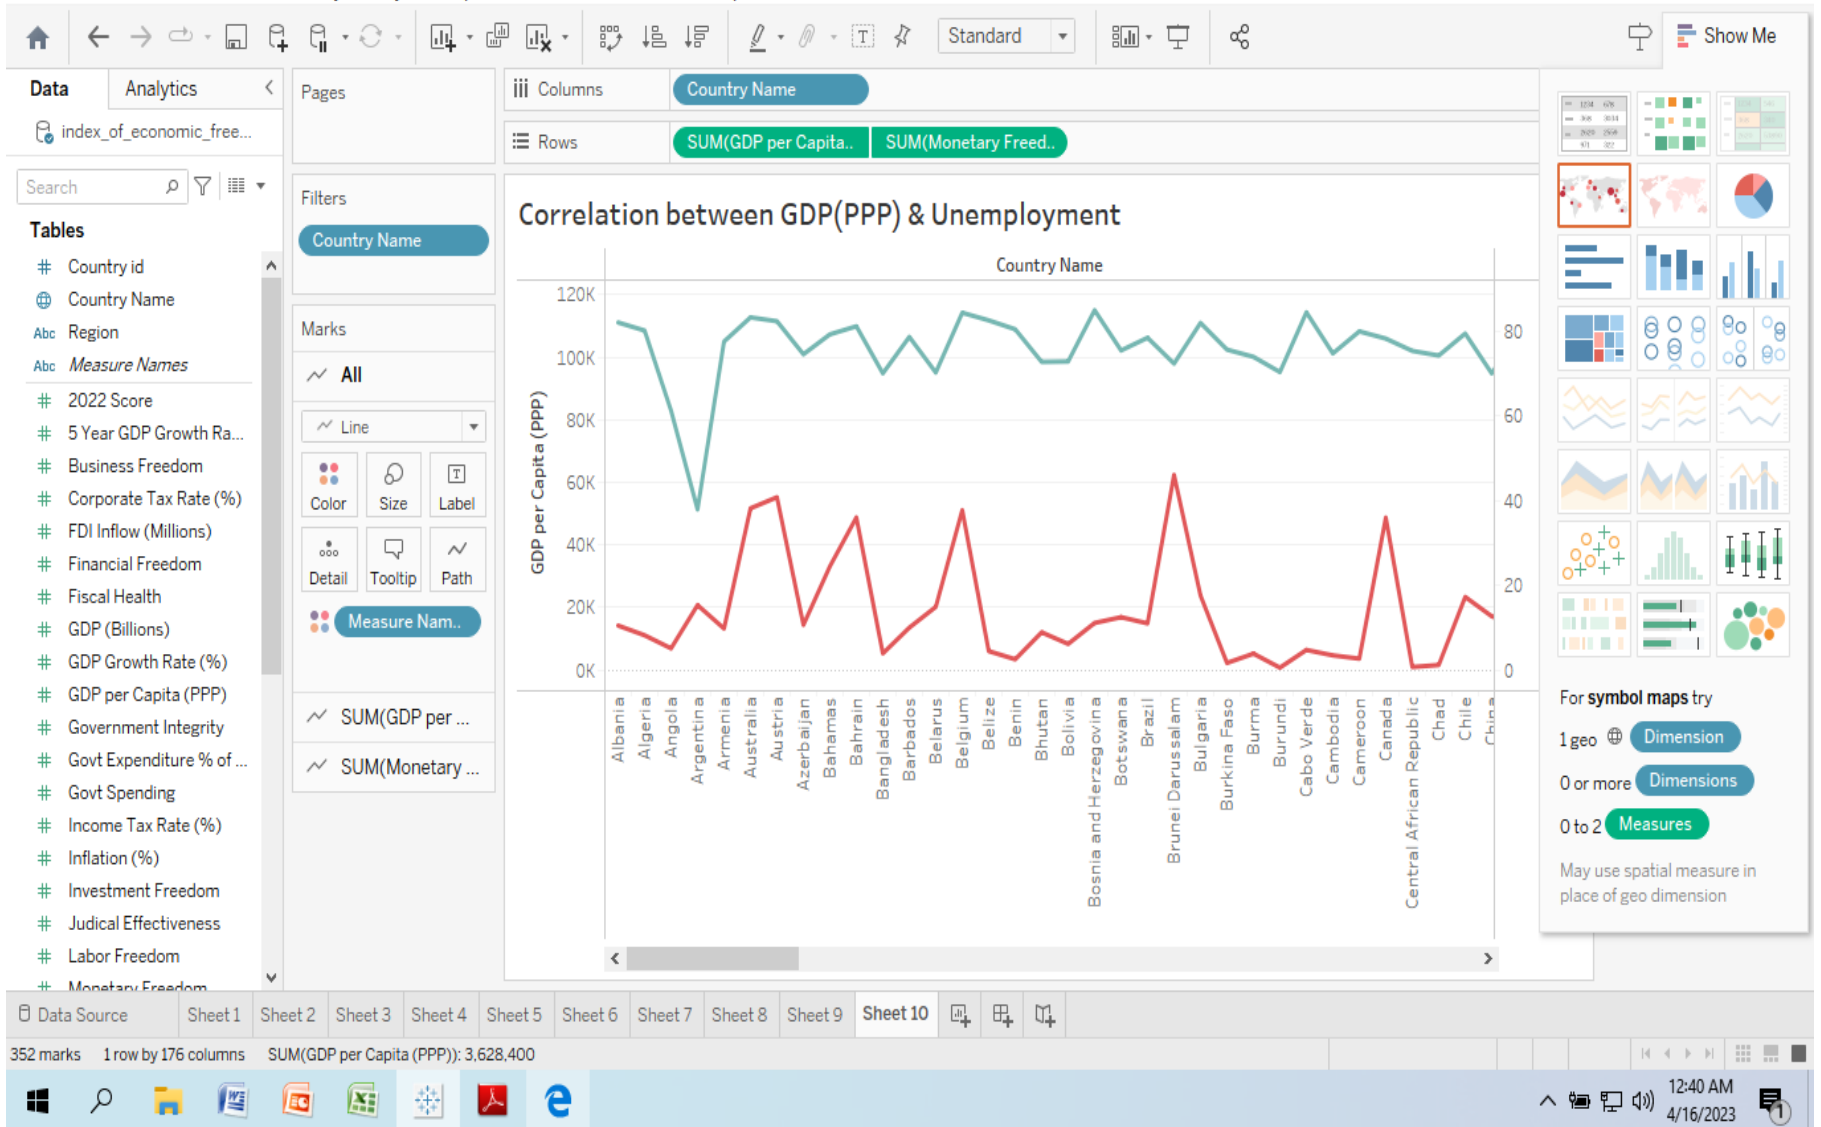 Standard
Show Me
Data
Analytics
index_of_economic_free...
Search
Tables
# Country id
Country Name
Abc Region
Abc Measure Names
# 2022 Score
# 5 Year GDP Growth Ra...
# Business Freedom
# Corporate Tax Rate (%)
# FDI Inflow (Millions)
# Financial Freedom
# Fiscal Health
# GDP (Billions)
# GDP Growth Rate (%)
# GDP per Capita (PPP)
# Government Integrity
# Govt Expenditure % of ...
# Govt Spending
# Income Tax Rate (%)
# Inflation (%)
# Investment Freedom
# Judical Effectiveness
# Labor Freedom
# Monetary Freedom
Pages
Filters
Country Name
Marks
All
Line
Color Size Label
Detail Tooltip Path
Measure Nam..
SUM(GDP per ...
SUM(Monetary ...
Columns
Country Name
Rows
SUM(GDP per Capita..
SUM(Monetary Freed..
Correlation between GDP(PPP) & Unemployment
Country Name
120K
100K
80K
60K
40K
20K
0K
GDP per Capita (PPP)
80
60
40
20
0
Albania
Algeria
Angola
Argentina
Armenia
Australia
Austria
Azerbaijan
Bahamas
Bahrain
Bangladesh
Barbados
Belarus
Belgium
Belize
Benin
Bhutan
Bolivia
Bosnia and Herzegovina
Botswana
Brazil
Brunei Darussalam
Bulgaria
Burkina Faso
Burma
Burundi
Cabo Verde
Cambodia
Cameroon
Canada
Central African Republic
Chad
Chile
China
For symbol maps try
1 geo Dimension
0 or more Dimensions
0 to 2 Measures
May use spatial measure in
place of geo dimension
Data Source
Sheet 1
Sheet 2
Sheet 3
Sheet 4
Sheet 5
Sheet 6
Sheet 7
Sheet 8
Sheet 9
Sheet 10
352 marks
1 row by 176 columns
SUM(GDP per Capita (PPP)): 3,628,400
12:40 AM
4/16/2023
1